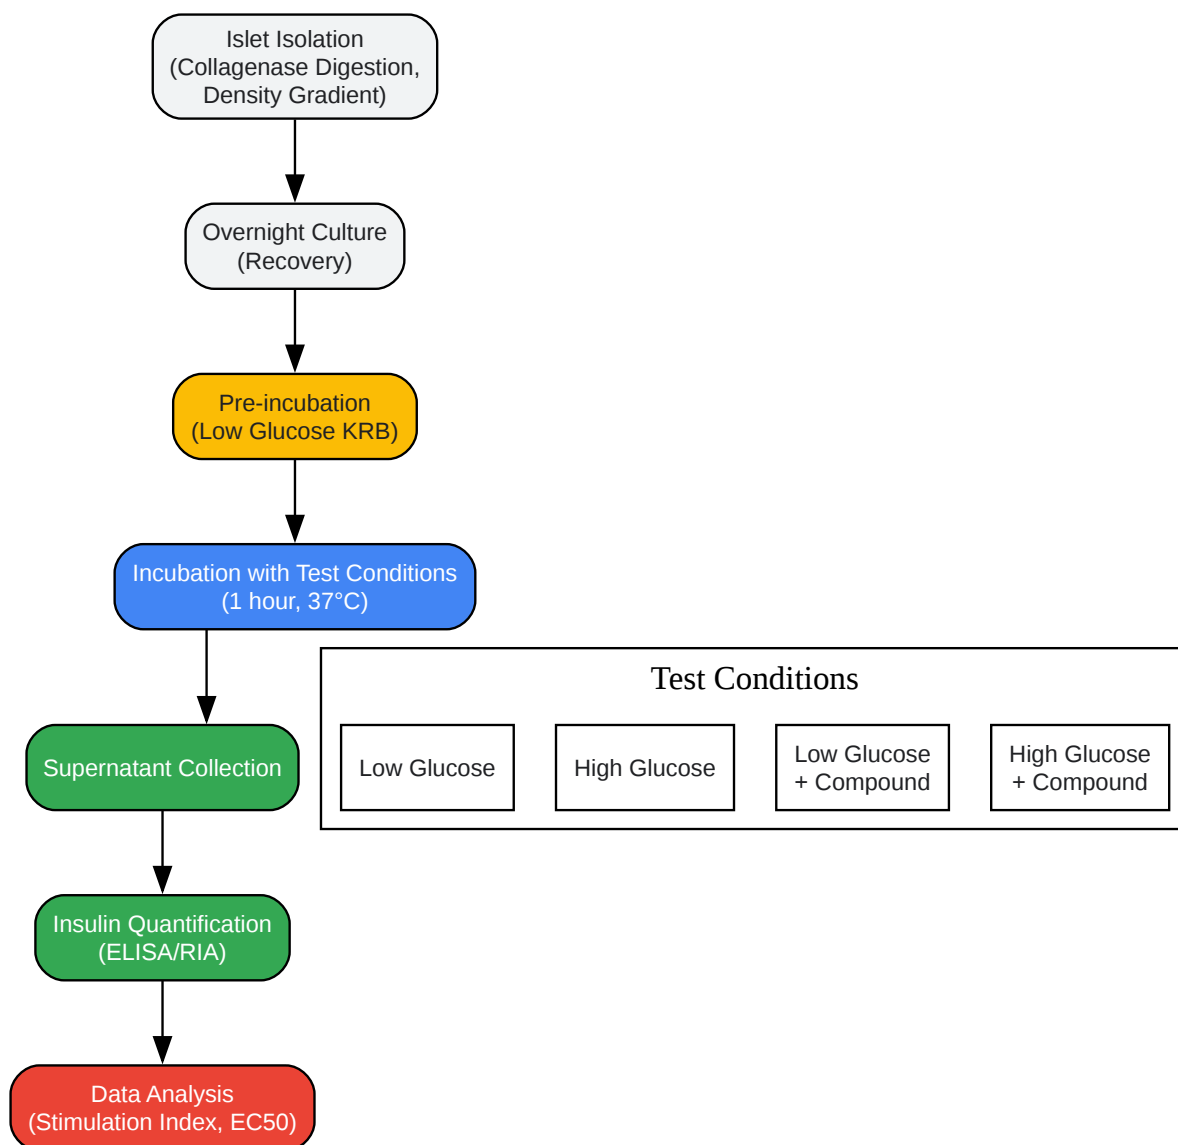 Islet Isolation
(Collagenase Digestion,
Density Gradient)
Overnight Culture
(Recovery)
Pre-incubation
(Low Glucose KRB)
Incubation with Test Conditions
(1 hour, 37°C)
Test Conditions
Supernatant Collection
Low Glucose
High Glucose
Low Glucose
+ Compound
High Glucose
+ Compound
Insulin Quantification
(ELISA/RIA)
Data Analysis
(Stimulation Index, EC50)